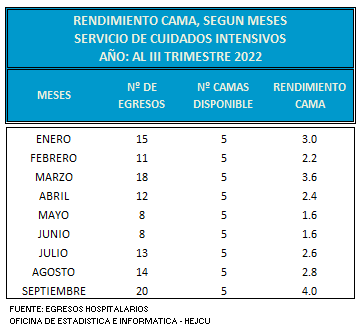 RENDIMIENTO CAMA, SEGUN MESES
SERVICIO DE CUIDADOS INTENSIVOS
AÑO: AL III TRIMESTRE 2022
MESES Nº DE EGRESOS Nº CAMAS DISPONIBLE RENDIMIENTO CAMA
ENERO 15 5 3.0
FEBRERO 11 5 2.2
MARZO 18 5 3.6
ABRIL 12 5 2.4
MAYO 8 5 1.6
JUNIO 8 5 1.6
JULIO 13 5 2.6
AGOSTO 14 5 2.8
SEPTIEMBRE 20 5 4.0
FUENTE: EGRESOS HOSPITALARIOS
OFICINA DE ESTADISTICA E INFORMATICA - HEJCU